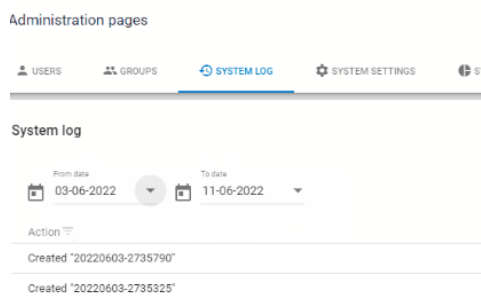 Administration pages
USERS GROUPS SYSTEM LOG SYSTEM SETTINGS S
System log
From date To date
03-06-2022 11-06-2022
Action
Created "20220603-2735790"
Created "20220603-2735325"